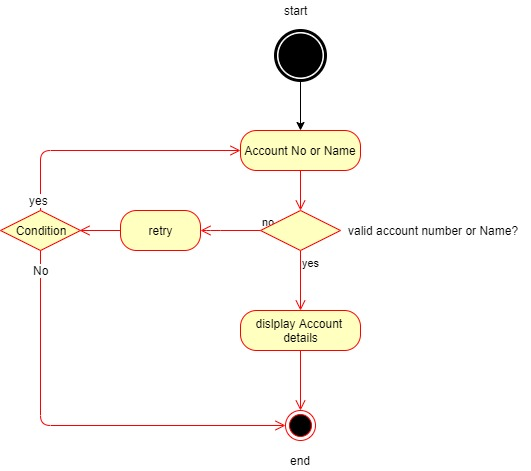 start
Account No or Name
yes
no
Condition
retry
valid account number or Name?
yes
No
dislplay Account
details
end